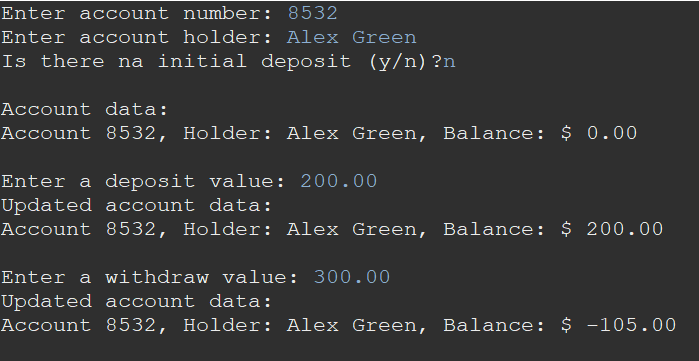 Enter account number: 8532
Enter account holder: Alex Green
Is there na initial deposit (y/n)?n
Account data:
Account 8532, Holder: Alex Green, Balance: $ 0.00
Enter a deposit value: 200.00
Updated account data:
Account 8532, Holder: Alex Green, Balance: $ 200.00
Enter a withdraw value: 300.00
Updated account data:
Account 8532, Holder: Alex Green, Balance: $ -105.00